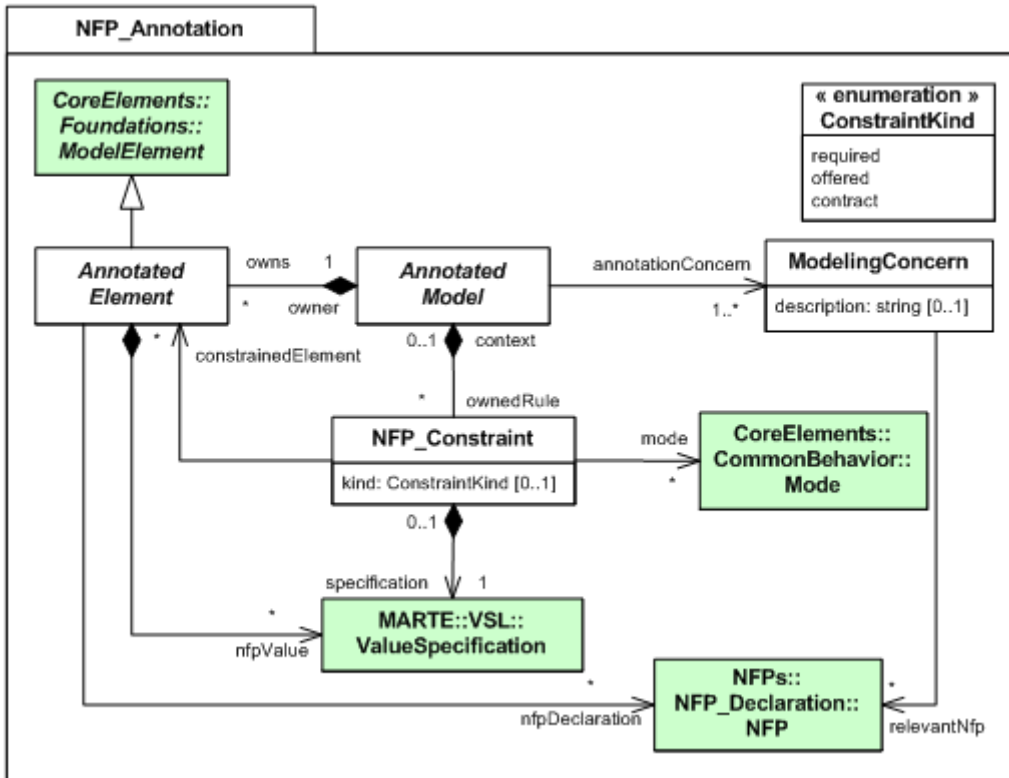 NFP_Annotation
CoreElements::
Foundations::
ModelElement
« enumeration »
ConstraintKind
required
offered
contract
Annotated
Element
owns
1
*
owner
Annotated
Model
annotationConcern
1..*
ModelingConcern
description: string [0..1]
*
constrainedElement
0..1
context
*
ownedRule
NFP_Constraint
kind: ConstraintKind [0..1]
mode
*
CoreElements::
CommonBehavior::
Mode
0..1
specification
1
*
nfpValue
MARTE::VSL::
ValueSpecification
*
nfpDeclaration
NFPs::
NFP_Declaration::
NFP
*
relevantNfp